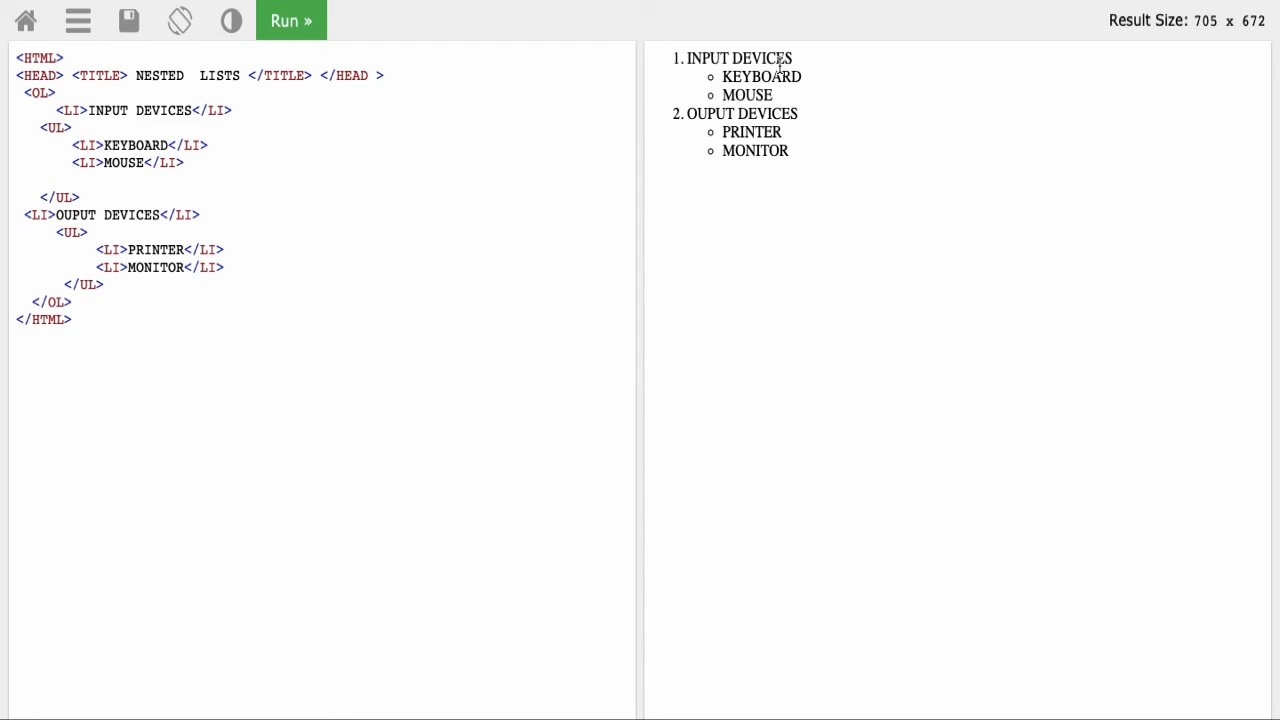 Run »
Result Size: 705 x 672
<HTML>
<HEAD> <TITLE> NESTED  LISTS </TITLE> </HEAD >
<OL>
<LI>INPUT DEVICES</LI>
<UL>
<LI>KEYBOARD</LI>
<LI>MOUSE</LI>
</UL>
<LI>OUPUT DEVICES</LI>
<UL>
<LI>PRINTER</LI>
<LI>MONITOR</LI>
</UL>
</OL>
</HTML>
1. INPUT DEVICES
KEYBOARD
MOUSE
2. OUPUT DEVICES
PRINTER
MONITOR